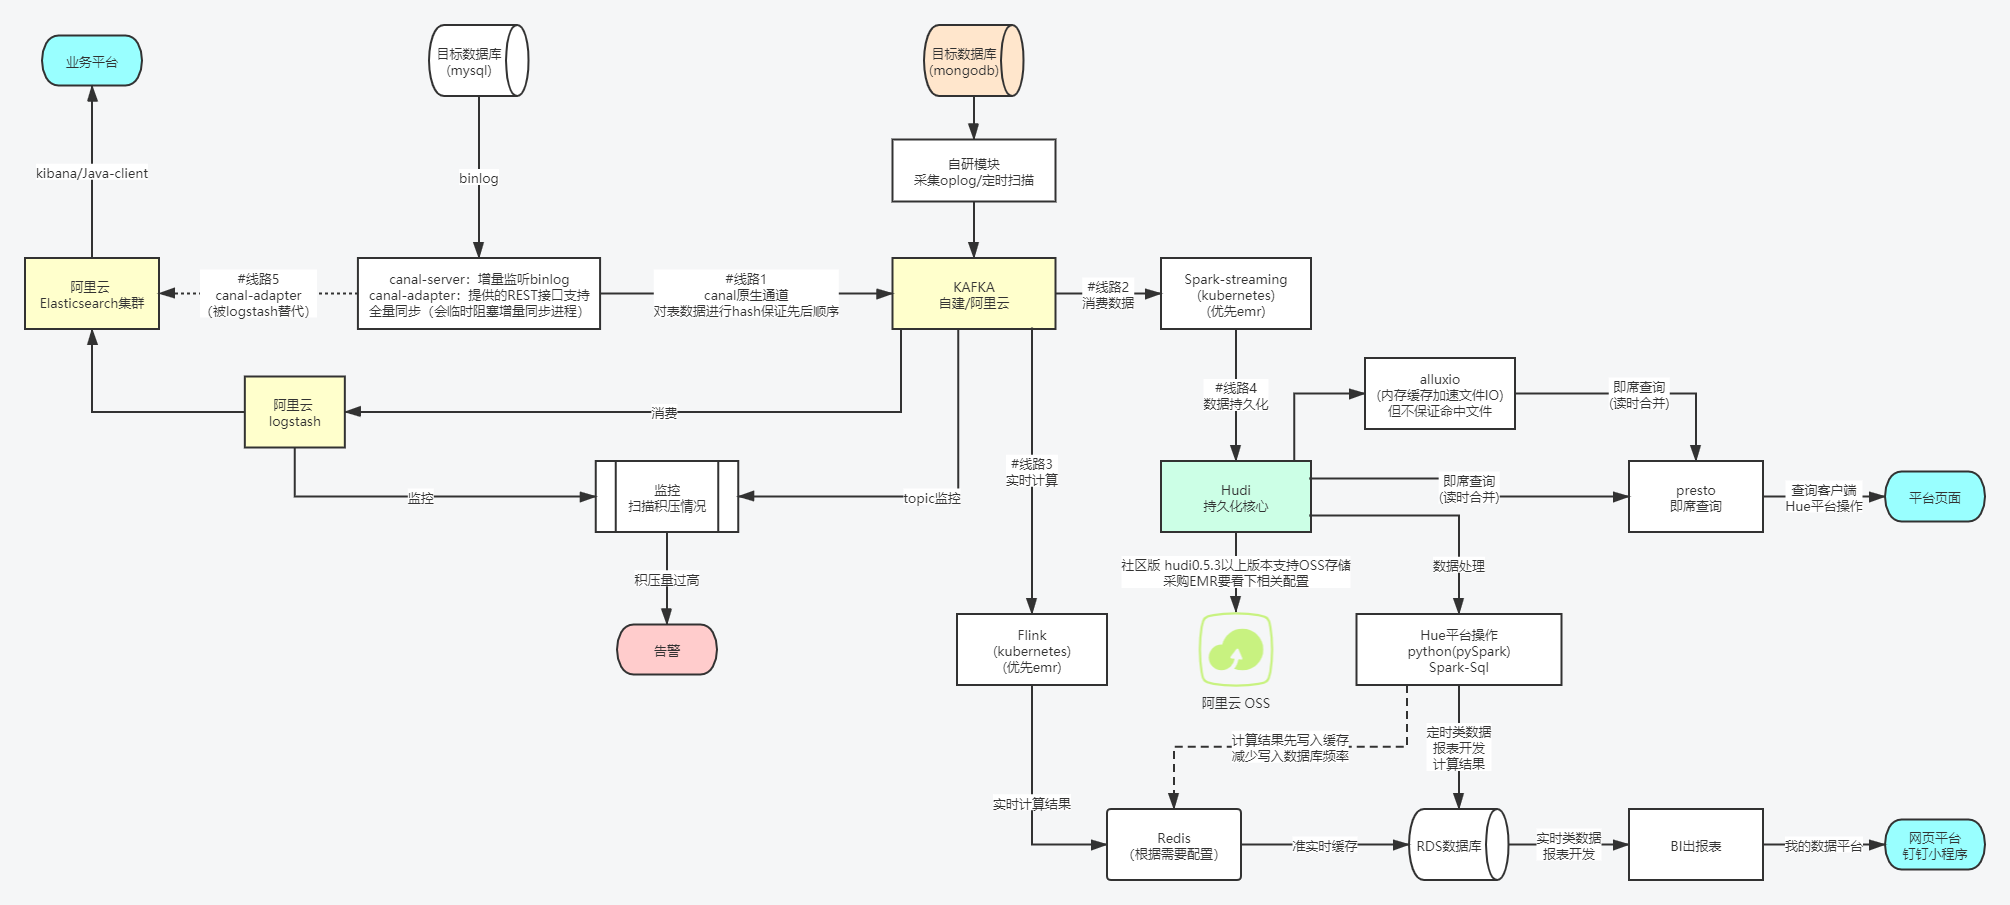 业务平台
目标数据库
(mysql)
目标数据库
(mongodb)
自研模块
采集oplog/定时扫描
kibana/Java-client
binlog
阿里云
Elasticsearch集群
#线路5
canal-adapter
（被logstash替代）
canal-server：增量监听binlog
canal-adapter：提供的REST接口支持
全量同步（会临时阻塞增量同步进程）
#线路1
canal原生通道
对表数据进行hash保证先后顺序
KAFKA
自建/阿里云
#线路2
消费数据
Spark-streaming
(kubernetes)
(优先emr)
阿里云
logstash
消费
#线路4
数据持久化
alluxio
(内存缓存加速文件IO)
但不保证命中文件
即席查询
(读时合并)
监控
监控
扫描积压情况
topic监控
#线路3
实时计算
Hudi
持久化核心
即席查询
(读时合并)
presto
即席查询
查询客户端
Hue平台操作
平台页面
积压量过高
告警
社区版 hudi0.5.3以上版本支持OSS存储
采购EMR要看下相关配置
数据处理
Flink
(kubernetes)
(优先emr)
阿里云 OSS
Hue平台操作
python(pySpark)
Spark-Sql
计算结果先写入缓存
减少写入数据库频率
定时类数据
报表开发
计算结果
实时计算结果
Redis
（根据需要配置）
准实时缓存
RDS数据库
实时类数据
报表开发
BI出报表
我的数据平台
网页平台
钉钉小程序